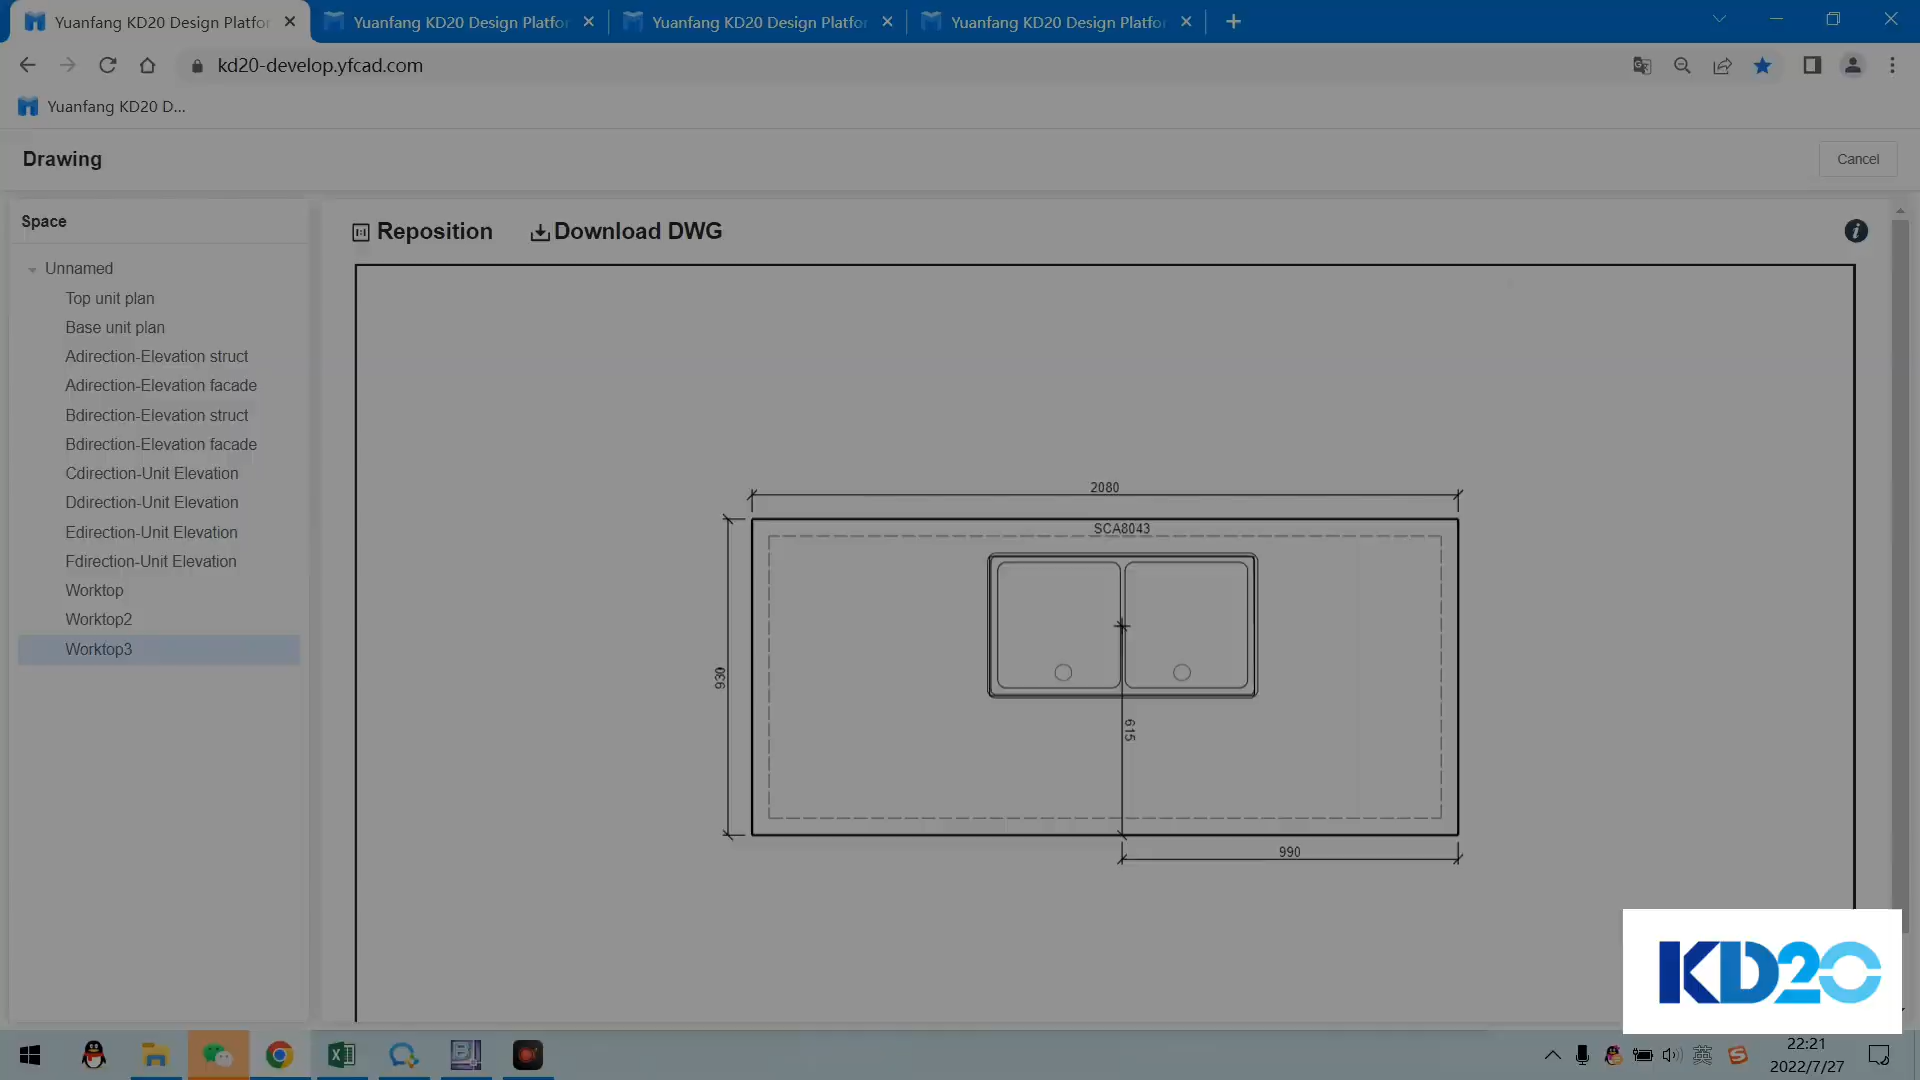 Yuanfang KD20 Design Platfor
Yuanfang KD20 Design Platfor
Yuanfang KD20 Design Platfor
Yuanfang KD20 Design Platfor
kd20-develop.yfcad.com
Yuanfang KD20 D...
Drawing
Cancel
Space
Reposition
Download DWG
Unnamed
Top unit plan
Base unit plan
Adirection-Elevation struct
Adirection-Elevation facade
Bdirection-Elevation struct
Bdirection-Elevation facade
Cdirection-Unit Elevation
Ddirection-Unit Elevation
Edirection-Unit Elevation
Fdirection-Unit Elevation
Worktop
Worktop2
Worktop3
2080
SCA8043
930
615
990
KD20
英
22:21
2022/7/27